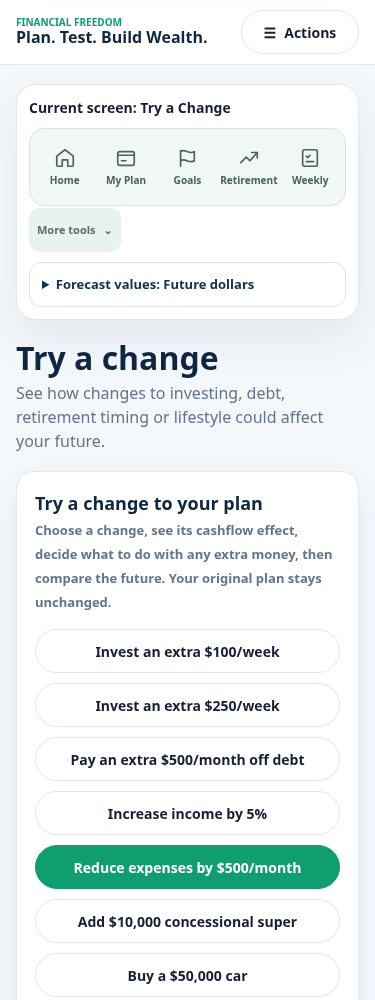 FINANCIAL FREEDOM
Plan. Test. Build Wealth.
☰ Actions
Current screen: Try a Change
Home
My Plan
Goals
Retirement
Weekly
More tools ⌄
▶ Forecast values: Future dollars
Try a change
See how changes to investing, debt,
retirement timing or lifestyle could affect
your future.
Try a change to your plan
Choose a change, see its cashflow effect,
decide what to do with any extra money, then
compare the future. Your original plan stays
unchanged.
Invest an extra $100/week
Invest an extra $250/week
Pay an extra $500/month off debt
Increase income by 5%
Reduce expenses by $500/month
Add $10,000 concessional super
Buy a $50,000 car